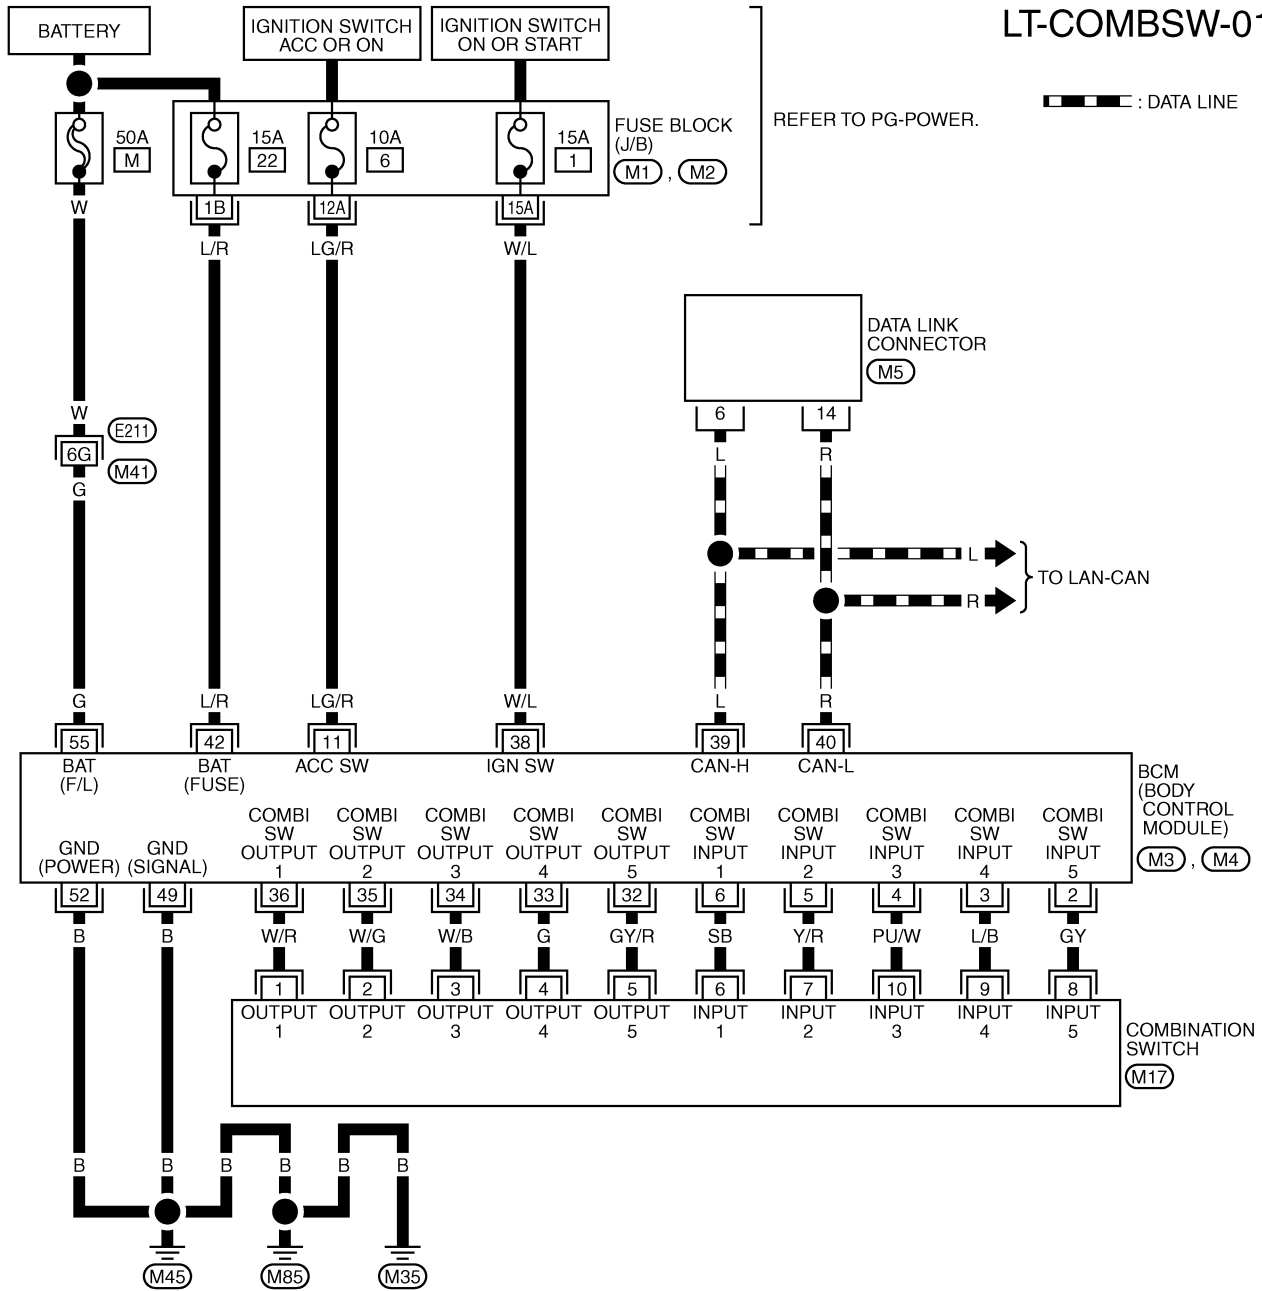 LT-COMBSW-01
BATTERY
IGNITION SWITCH
ACC OR ON
IGNITION SWITCH
ON OR START
: DATA LINE
REFER TO PG-POWER.
50A
M
15A
22
10A
6
15A
1
FUSE BLOCK
(J/B)
M1 , M2
1B
12A
15A
W
L/R
LG/R
W/L
DATA LINK
CONNECTOR
M5
6
14
L
R
W
E211
6G
M41
G
L
R
TO LAN-CAN
G
L/R
LG/R
W/L
L
R
55
42
11
38
39
40
BAT
(F/L)
BAT
(FUSE)
ACC SW
IGN SW
CAN-H
CAN-L
BCM
(BODY
CONTROL
MODULE)
M3 , M4
GND
(POWER)
GND
(SIGNAL)
COMBI
SW
OUTPUT
1
COMBI
SW
OUTPUT
2
COMBI
SW
OUTPUT
3
COMBI
SW
OUTPUT
4
COMBI
SW
OUTPUT
5
COMBI
SW
INPUT
1
COMBI
SW
INPUT
2
COMBI
SW
INPUT
3
COMBI
SW
INPUT
4
COMBI
SW
INPUT
5
52
49
36
35
34
33
32
6
5
4
3
2
B
B
W/R
W/G
W/B
G
GY/R
SB
Y/R
PU/W
L/B
GY
1
2
3
4
5
6
7
10
9
8
OUTPUT
1
OUTPUT
2
OUTPUT
3
OUTPUT
4
OUTPUT
5
INPUT
1
INPUT
2
INPUT
3
INPUT
4
INPUT
5
COMBINATION
SWITCH
M17
B
B
B
B
B
B
M45
M85
M35